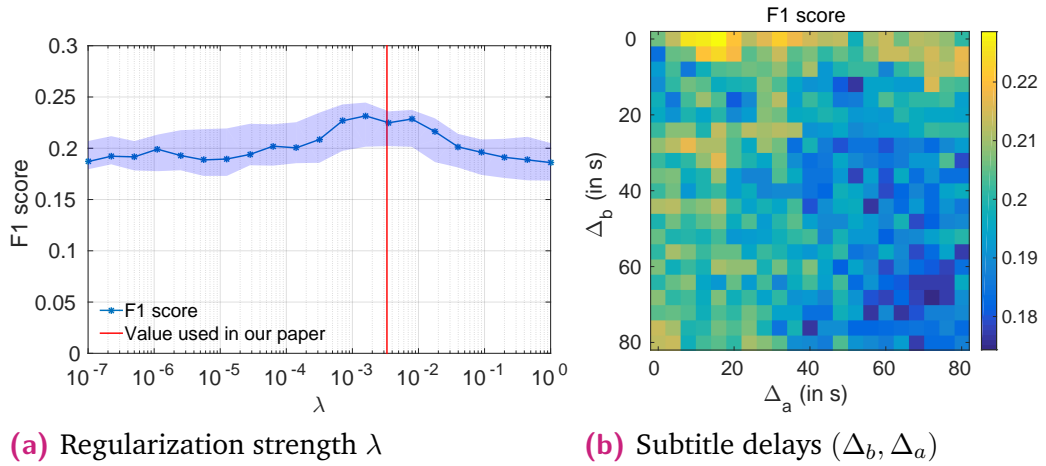 0.3
0.25
0.2
0.15
0.1
0.05
0
F1 score
F1 score
Value used in our paper
10^-7 10^-6 10^-5 10^-4 10^-3 10^-2 10^-1 10^0
λ
(a) Regularization strength λ
F1 score
0
20
40
60
80
Δ_b (in s)
0 20 40 60 80
Δ_a (in s)
0.22
0.21
0.2
0.19
0.18
(b) Subtitle delays (Δ_b, Δ_a)